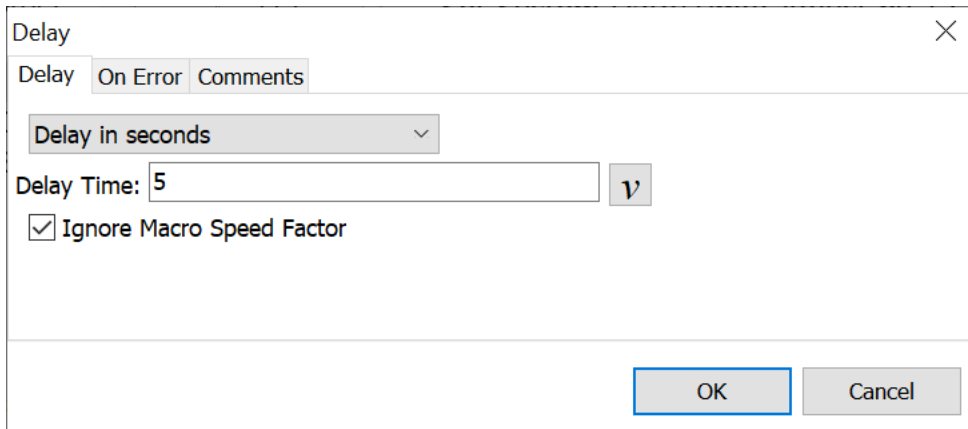 Delay
Delay On Error Comments
Delay in seconds
Delay Time: 5 v
Ignore Macro Speed Factor
OK Cancel